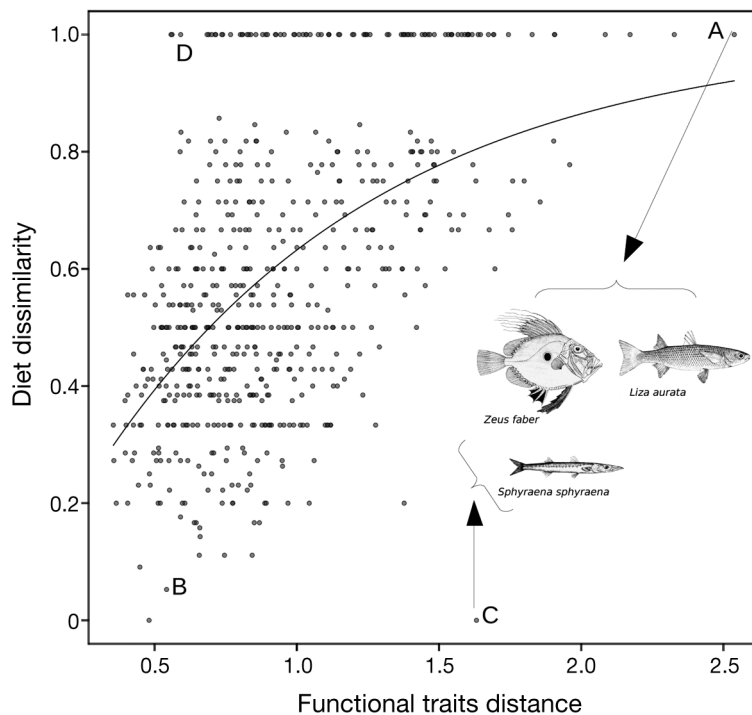 A
D
1.0
0.8
0.6
0.4
0.2
0
Diet dissimilarity
Zeus faber
Liza aurata
Sphyraena sphyraena
B
C
0.5
1.0
1.5
2.0
2.5
Functional traits distance